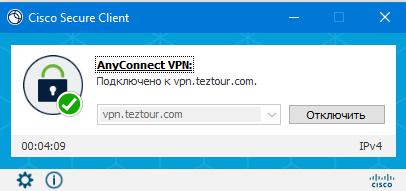 Cisco Secure Client
AnyConnect VPN:
Подключено к vpn.teztour.com.
vpn.teztour.com
Отключить
00:04:09
IPv4
CISCO